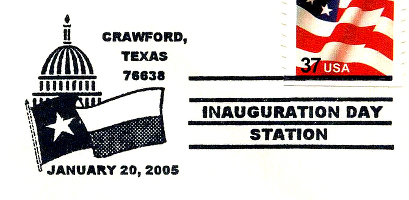 CRAWFORD,
TEXAS
76638
37 USA
INAUGURATION DAY
STATION
JANUARY 20, 2005